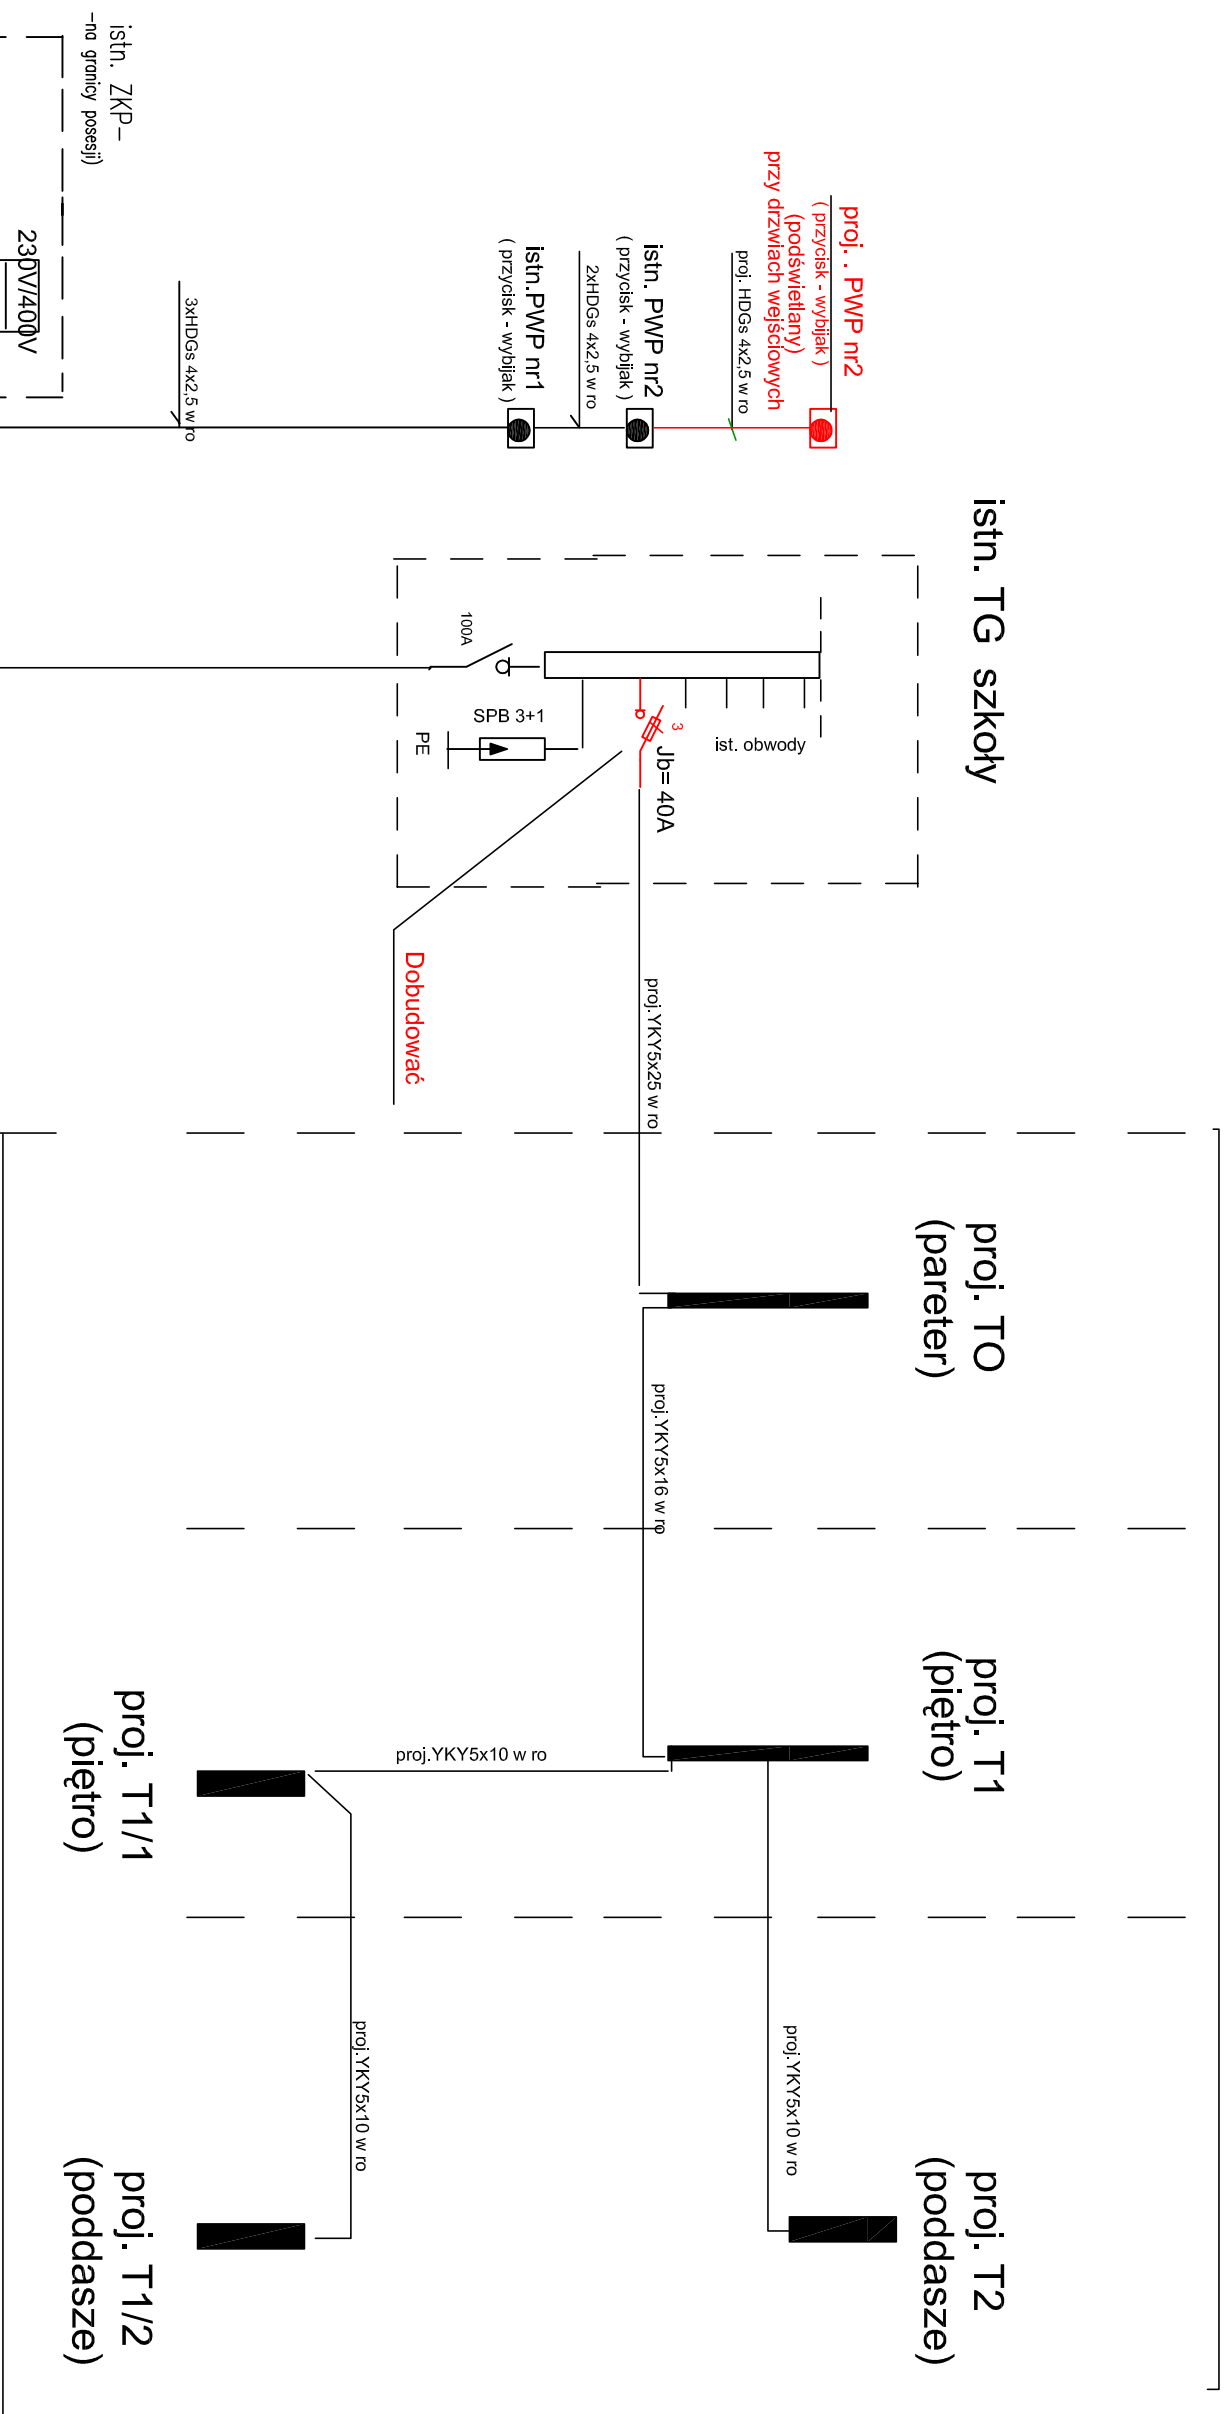 istn. ZKP-
-na granicy posesji)
230V/400V
3xHDGs 4x2,5 w ro
istn.PWP nr1
( przycisk - wybijak )
2xHDGs 4x2,5 w ro
istn. PWP nr2
( przycisk - wybijak )
proj. HDGs 4x2,5 w ro
proj. . PWP nr2
( przycisk - wybijak )
(podświetlany)
przy drzwiach wejściowych
istn. TG szkoły
100A
SPB 3+1
PE
3
Jb= 40A
ist. obwody
Dobudować
proj.YKY5x25 w ro
proj. TO
(pareter)
proj.YKY5x16 w ro
proj. T1
(piętro)
proj.YKY5x10 w ro
proj. T1/1
(piętro)
proj.YKY5x10 w ro
proj.YKY5x10 w ro
proj. T2
(poddasze)
proj. T1/2
(poddasze)